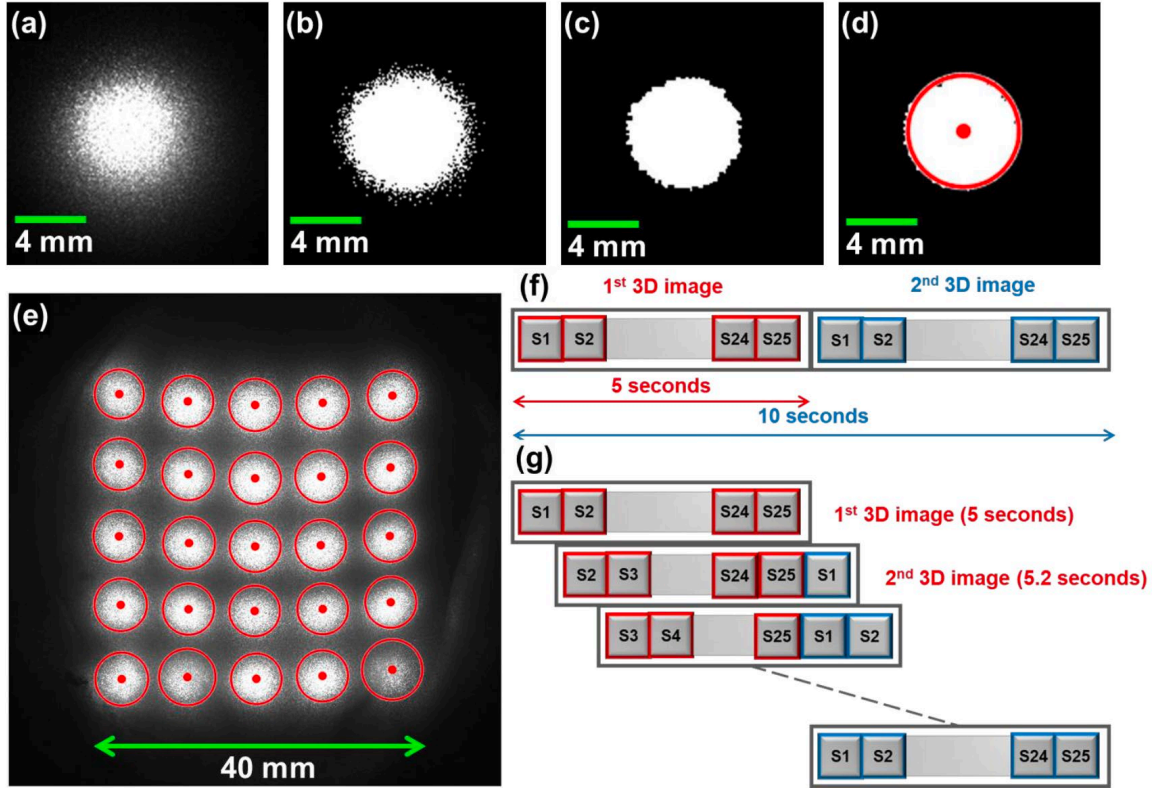 (a)
4 mm
(b)
4 mm
(c)
4 mm
(d)
4 mm
(e)
40 mm
(f)
1st 3D image
2nd 3D image
S1 S2 S24 S25 S1 S2 S24 S25
5 seconds
10 seconds
(g)
S1 S2 S24 S25
1st 3D image (5 seconds)
S2 S3 S24 S25 S1
2nd 3D image (5.2 seconds)
S3 S4 S25 S1 S2
S1 S2 S24 S25